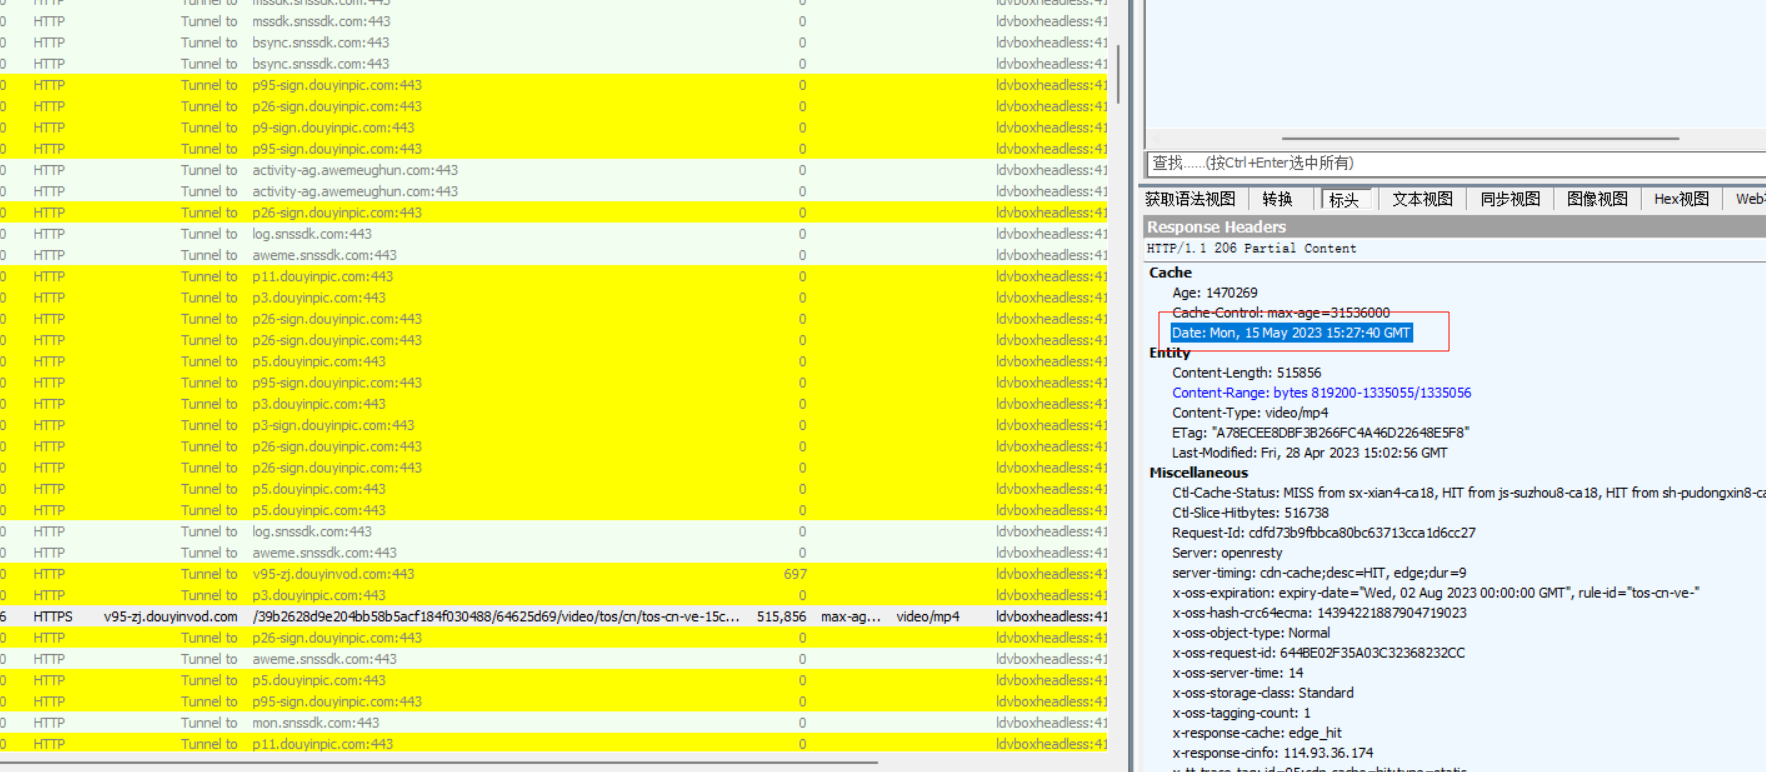 0 HTTP Tunnel to mssdk.snssdk.com:443 0 ldvboxheadless:41
0 HTTP Tunnel to mssdk.snssdk.com:443 0 ldvboxheadless:41
0 HTTP Tunnel to bsync.snssdk.com:443 0 ldvboxheadless:41
0 HTTP Tunnel to bsync.snssdk.com:443 0 ldvboxheadless:41
0 HTTP Tunnel to p95-sign.douyinpic.com:443 0 ldvboxheadless:41
0 HTTP Tunnel to p26-sign.douyinpic.com:443 0 ldvboxheadless:41
0 HTTP Tunnel to p9-sign.douyinpic.com:443 0 ldvboxheadless:41
0 HTTP Tunnel to p95-sign.douyinpic.com:443 0 ldvboxheadless:41
0 HTTP Tunnel to activity-ag.awemeughun.com:443 0 ldvboxheadless:41
0 HTTP Tunnel to activity-ag.awemeughun.com:443 0 ldvboxheadless:41
0 HTTP Tunnel to p26-sign.douyinpic.com:443 0 ldvboxheadless:41
0 HTTP Tunnel to log.snssdk.com:443 0 ldvboxheadless:41
0 HTTP Tunnel to aweme.snssdk.com:443 0 ldvboxheadless:41
0 HTTP Tunnel to p11.douyinpic.com:443 0 ldvboxheadless:41
0 HTTP Tunnel to p3.douyinpic.com:443 0 ldvboxheadless:41
0 HTTP Tunnel to p26-sign.douyinpic.com:443 0 ldvboxheadless:41
0 HTTP Tunnel to p26-sign.douyinpic.com:443 0 ldvboxheadless:41
0 HTTP Tunnel to p5.douyinpic.com:443 0 ldvboxheadless:41
0 HTTP Tunnel to p95-sign.douyinpic.com:443 0 ldvboxheadless:41
0 HTTP Tunnel to p3.douyinpic.com:443 0 ldvboxheadless:41
0 HTTP Tunnel to p3-sign.douyinpic.com:443 0 ldvboxheadless:41
0 HTTP Tunnel to p26-sign.douyinpic.com:443 0 ldvboxheadless:41
0 HTTP Tunnel to p26-sign.douyinpic.com:443 0 ldvboxheadless:41
0 HTTP Tunnel to p5.douyinpic.com:443 0 ldvboxheadless:41
0 HTTP Tunnel to p5.douyinpic.com:443 0 ldvboxheadless:41
0 HTTP Tunnel to log.snssdk.com:443 0 ldvboxheadless:41
0 HTTP Tunnel to aweme.snssdk.com:443 0 ldvboxheadless:41
0 HTTP Tunnel to v95-zj.douyinvod.com:443 697 ldvboxheadless:41
0 HTTP Tunnel to p3.douyinpic.com:443 0 ldvboxheadless:41
6 HTTPS v95-zj.douyinvod.com /39b2628d9e204bb58b5acf184f030488/64625d69/video/tos/cn/tos-cn-ve-15c... 515,856 max-ag... video/mp4 ldvboxheadless:41
0 HTTP Tunnel to p26-sign.douyinpic.com:443 0 ldvboxheadless:41
0 HTTP Tunnel to aweme.snssdk.com:443 0 ldvboxheadless:41
0 HTTP Tunnel to p5.douyinpic.com:443 0 ldvboxheadless:41
0 HTTP Tunnel to p95-sign.douyinpic.com:443 0 ldvboxheadless:41
0 HTTP Tunnel to mon.snssdk.com:443 0 ldvboxheadless:41
0 HTTP Tunnel to p11.douyinpic.com:443 0 ldvboxheadless:41
查找......(按Ctrl+Enter选中所有)
获取语法视图 转换 标头 文本视图 同步视图 图像视图 Hex视图 Web
Response Headers
HTTP/1.1 206 Partial Content
Cache
Age: 1470269
Cache-Control: max-age=31536000
Date: Mon, 15 May 2023 15:27:40 GMT
Entity
Content-Length: 515856
Content-Range: bytes 819200-1335055/1335056
Content-Type: video/mp4
ETag: "A78ECEE8DBF3B266FC4A46D22648E5F8"
Last-Modified: Fri, 28 Apr 2023 15:02:56 GMT
Miscellaneous
Ctl-Cache-Status: MISS from sx-xian4-ca18, HIT from js-suzhou8-ca18, HIT from sh-pudongxin8-ca
Ctl-Slice-Hitbytes: 516738
Request-Id: cdfd73b9fbbca80bc63713cca1d6cc27
Server: openresty
server-timing: cdn-cache;desc=HIT, edge;dur=9
x-oss-expiration: expiry-date="Wed, 02 Aug 2023 00:00:00 GMT", rule-id="tos-cn-ve-"
x-oss-hash-crc64ecma: 14394221887904719023
x-oss-object-type: Normal
x-oss-request-id: 644BE02F35A03C32368232CC
x-oss-server-time: 14
x-oss-storage-class: Standard
x-oss-tagging-count: 1
x-response-cache: edge_hit
x-response-cinfo: 114.93.36.174
x-tt-trace-tag: id=05;cdn-cache=hit;type=static